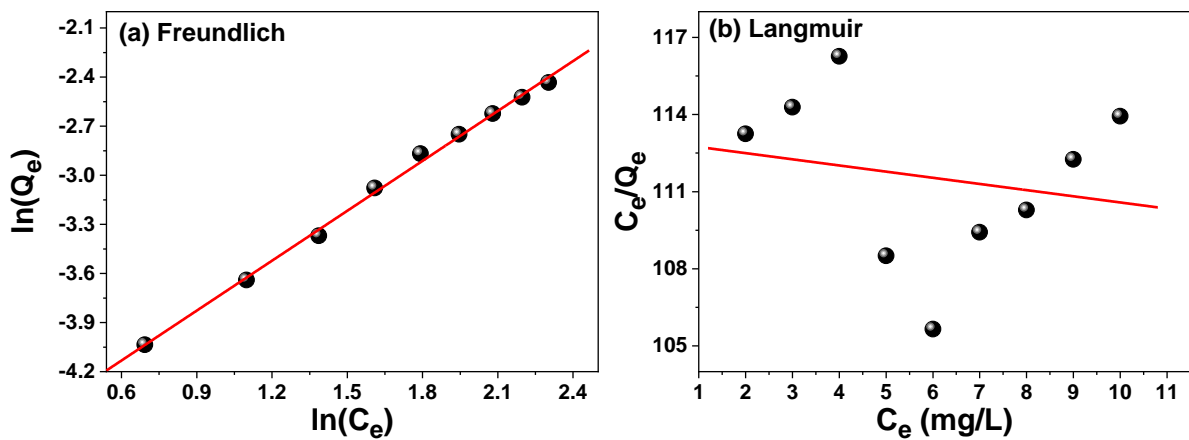 (a) Freundlich
ln(Qe)
-2.1
-2.4
-2.7
-3.0
-3.3
-3.6
-3.9
-4.2
0.6 0.9 1.2 1.5 1.8 2.1 2.4
ln(Ce)
(b) Langmuir
Ce/Qe
117
114
111
108
105
1 2 3 4 5 6 7 8 9 10 11
Ce (mg/L)